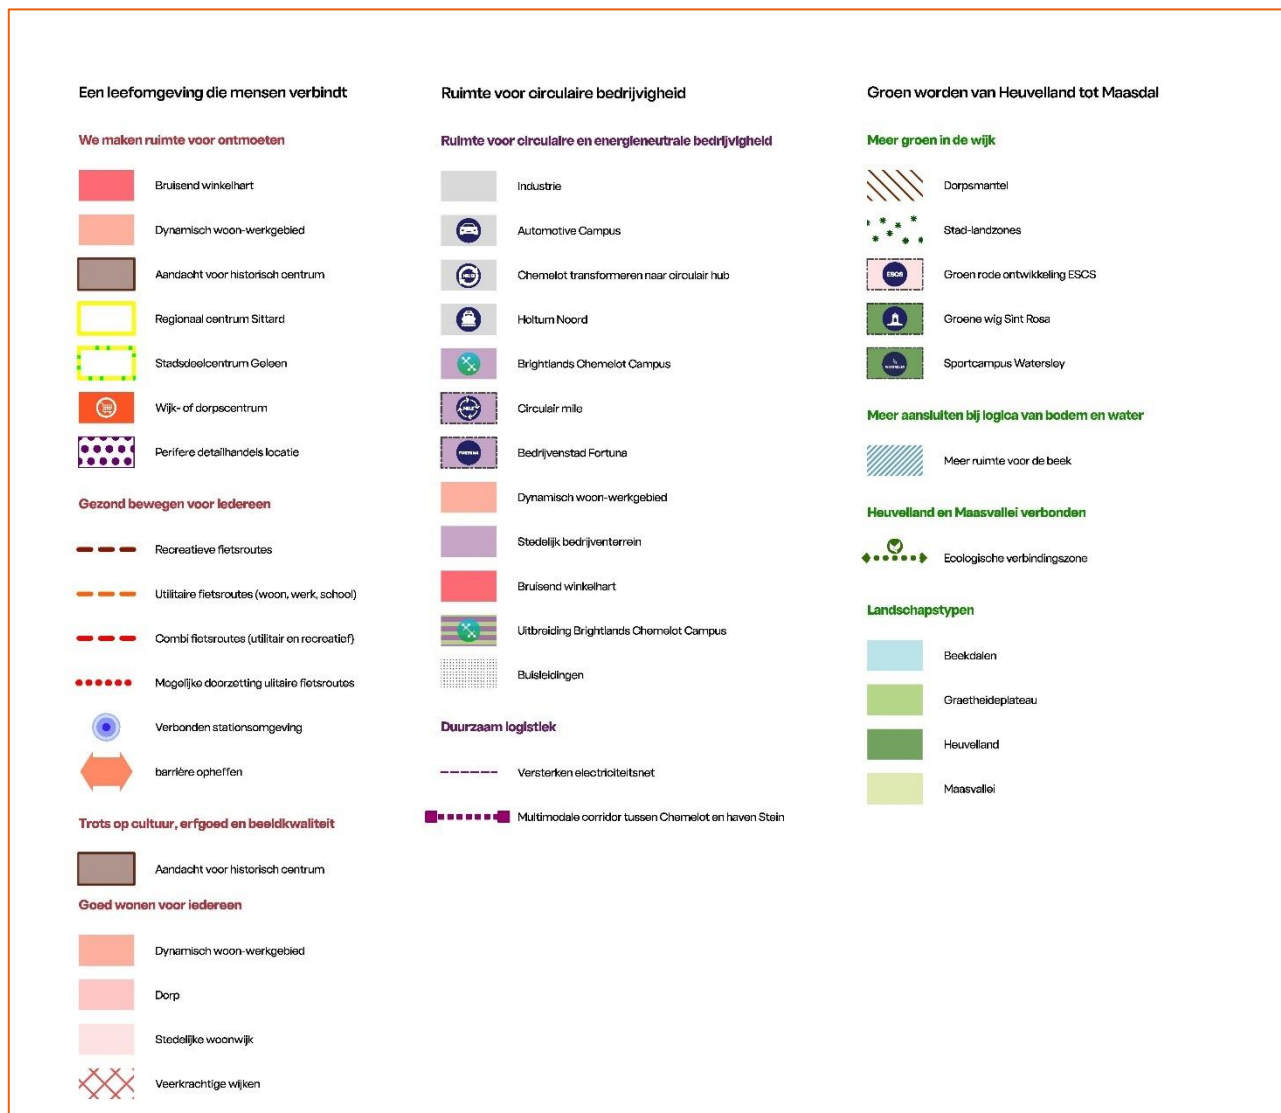 Een leefomgeving die mensen verbindt
We maken ruimte voor ontmoeten
Bruisend winkelhart
Dynamisch woon-werkgebied
Aandacht voor historisch centrum
Regionaal centrum Sittard
Stadsdeelcentrum Geleen
Wijk- of dorpscentrum
Perifere detailhandels locatie
Gezond bewegen voor iedereen
Recreatieve fietsroutes
Utilitaire fietsroutes (woon, werk, school)
Combi fietsroutes (utilitair en recreatief)
Mogelijke doorzetting ulitaire fietsroutes
Verbonden stationsomgeving
barrière opheffen
Trots op cultuur, erfgoed en beeldkwaliteit
Aandacht voor historisch centrum
Goed wonen voor iedereen
Dynamisch woon-werkgebied
Dorp
Stedelijke woonwijk
Veerkrachtige wijken
Ruimte voor circulaire bedrijvigheid
Ruimte voor circulaire en energieneutrale bedrijvigheid
Industrie
Automotive Campus
Chemelot transformeren naar circulair hub
Holtum Noord
Brightlands Chemelot Campus
Circulair mile
Bedrijvenstad Fortuna
Dynamisch woon-werkgebied
Stedelijk bedrijventerrein
Bruisend winkelhart
Uitbreiding Brightlands Chemelot Campus
Buisleidingen
Duurzaam logistiek
Versterken electriciteitsnet
Multimodale corridor tussen Chemelot en haven Stein
Groen worden van Heuvelland tot Maasdal
Meer groen in de wijk
Dorpsmantel
Stad-landzones
ESCS
Groen rode ontwikkeling ESCS
Groene wig Sint Rosa
Sportcampus Watersley
Meer aansluiten bij logica van bodem en water
Meer ruimte voor de beek
Heuvelland en Maasvallei verbonden
Ecologische verbindingszone
Landschapstypen
Beekdalen
Graetheideplateau
Heuvelland
Maasvallei